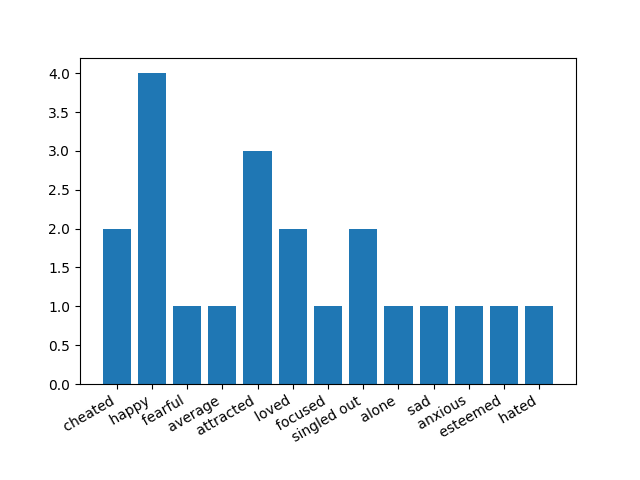 4.0
3.5
3.0
2.5
2.0
1.5
1.0
0.5
0.0
cheated
happy
fearful
average
attracted
loved
focused
singled out
alone
sad
anxious
esteemed
hated